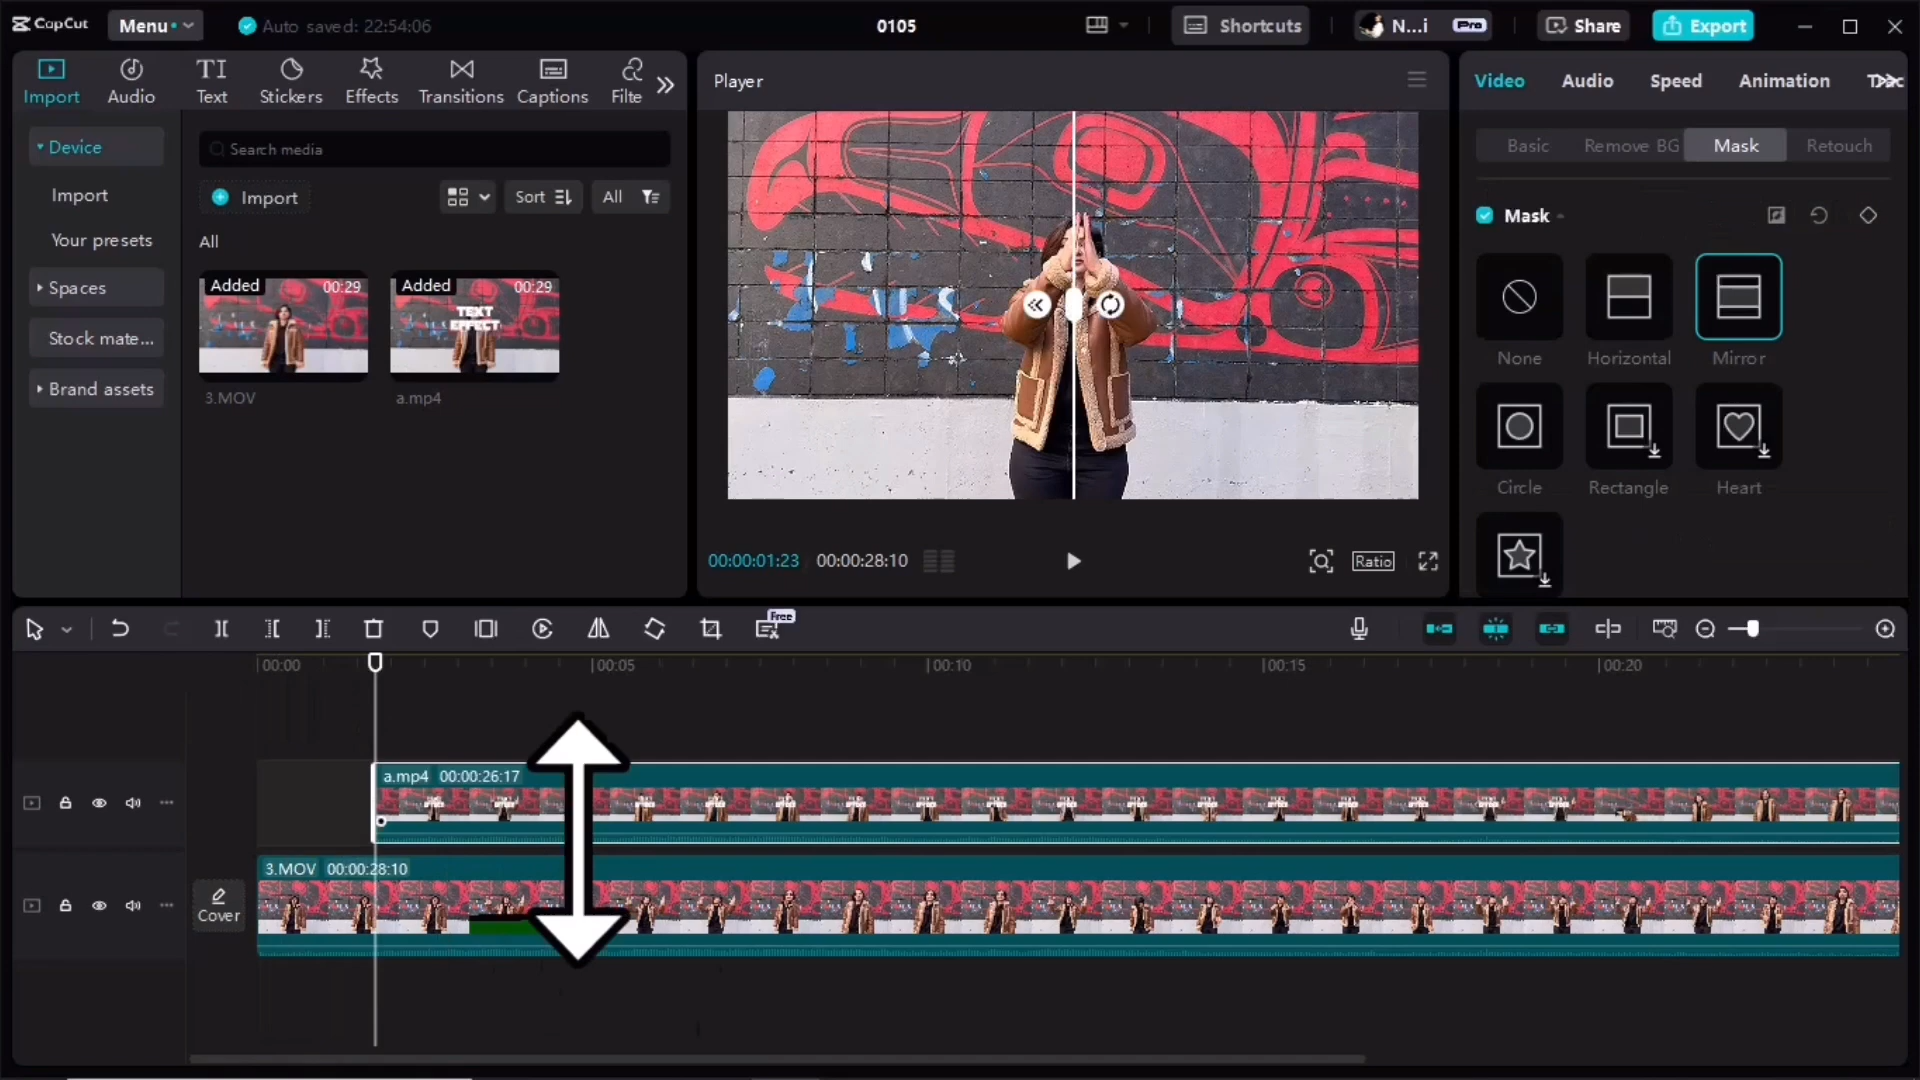 CapCut
Menu
Auto saved: 22:54:06
0105
Shortcuts
N...i
Pro
Share
Export
Import
Audio
Text
Stickers
Effects
Transitions
Captions
Filte
Device
Import
Your presets
Spaces
Stock mate...
Brand assets
Search media
Import
Sort
All
All
Added
00:29
3.MOV
Added
00:29
TEXT
EFFECT
a.mp4
Player
00:00:01:23
00:00:28:10
Ratio
Video
Audio
Speed
Animation
Basic
Remove BG
Mask
Retouch
Mask
None
Horizontal
Mirror
Circle
Rectangle
Heart
Free
00:00
00:05
00:10
00:15
00:20
a.mp4 00:00:26:17
3.MOV 00:00:28:10
Cover